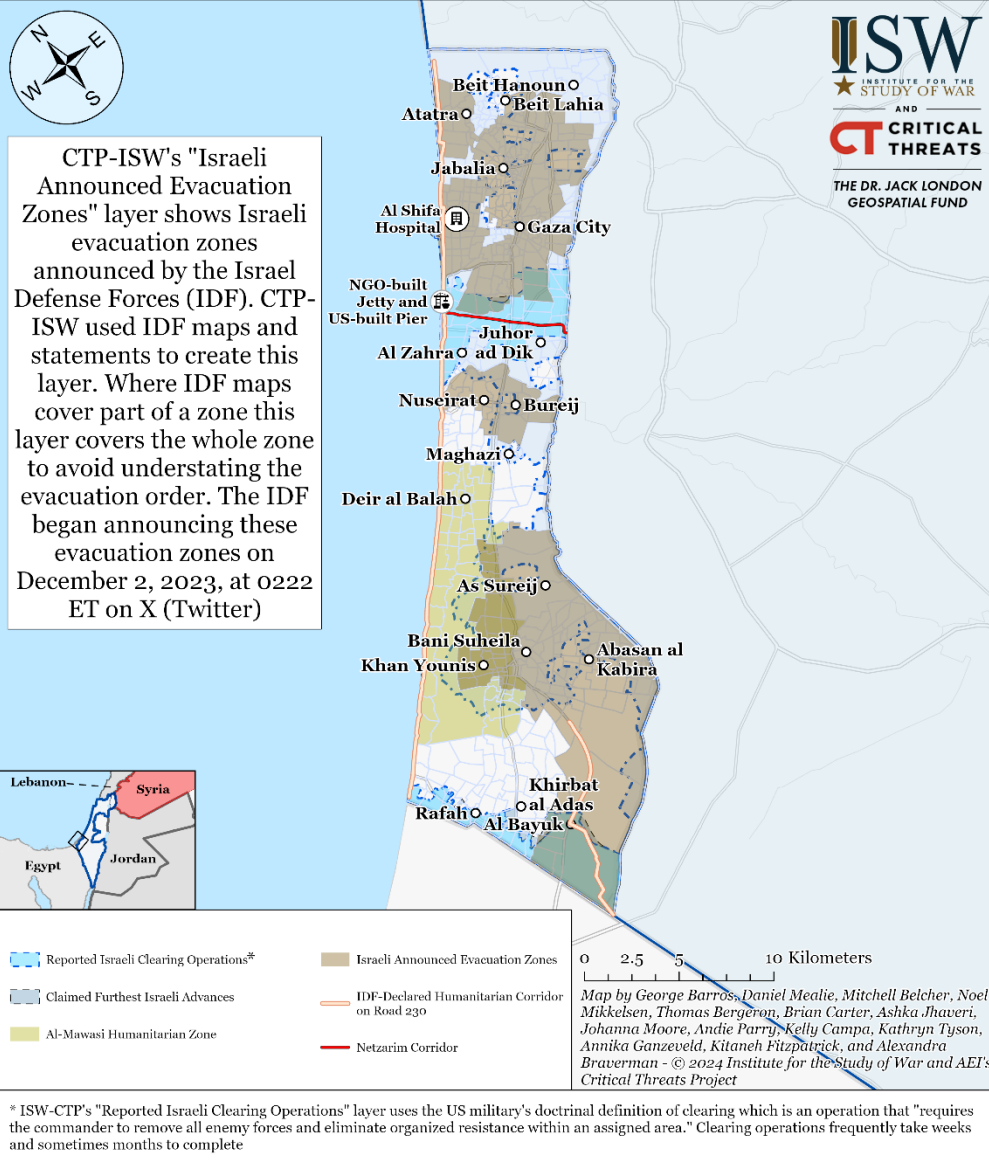 N
E
W
S
ISW
INSTITUTE FOR THE
STUDY OF WAR
AND
CT CRITICAL
THREATS
THE DR. JACK LONDON
GEOSPATIAL FUND
CTP-ISW's "Israeli
Announced Evacuation
Zones" layer shows Israeli
evacuation zones
announced by the Israel
Defense Forces (IDF). CTP-
ISW used IDF maps and
statements to create this
layer. Where IDF maps
cover part of a zone this
layer covers the whole zone
to avoid understating the
evacuation order. The IDF
began announcing these
evacuation zones on
December 2, 2023, at 0222
ET on X (Twitter)
Beit Hanoun
Beit Lahia
Atatra
Jabalia
Al Shifa
Hospital
Gaza City
NGO-built
Jetty and
US-built Pier
Juhor
ad Dik
Al Zahra
Nuseirat
Bureij
Maghazi
Deir al Balah
As Sureij
Bani Suheila
Abasan al
Kabira
Khan Younis
Khirbat
al Adas
Rafah
Al Bayuk
Lebanon
Syria
Egypt
Jordan
Reported Israeli Clearing Operations*
Claimed Furthest Israeli Advances
Al-Mawasi Humanitarian Zone
Israeli Announced Evacuation Zones
IDF-Declared Humanitarian Corridor
on Road 230
Netzarim Corridor
0 2.5 5 10 Kilometers
Map by George Barros, Daniel Mealie, Mitchell Belcher, Noel
Mikkelsen, Thomas Bergeron, Brian Carter, Ashka Jhaveri,
Johanna Moore, Andie Parry, Kelly Campa, Kathryn Tyson,
Annika Ganzeveld, Kitaneh Fitzpatrick, and Alexandra
Braverman - © 2024 Institute for the Study of War and AEI's
Critical Threats Project
* ISW-CTP's "Reported Israeli Clearing Operations" layer uses the US military's doctrinal definition of clearing which is an operation that "requires
the commander to remove all enemy forces and eliminate organized resistance within an assigned area." Clearing operations frequently take weeks
and sometimes months to complete